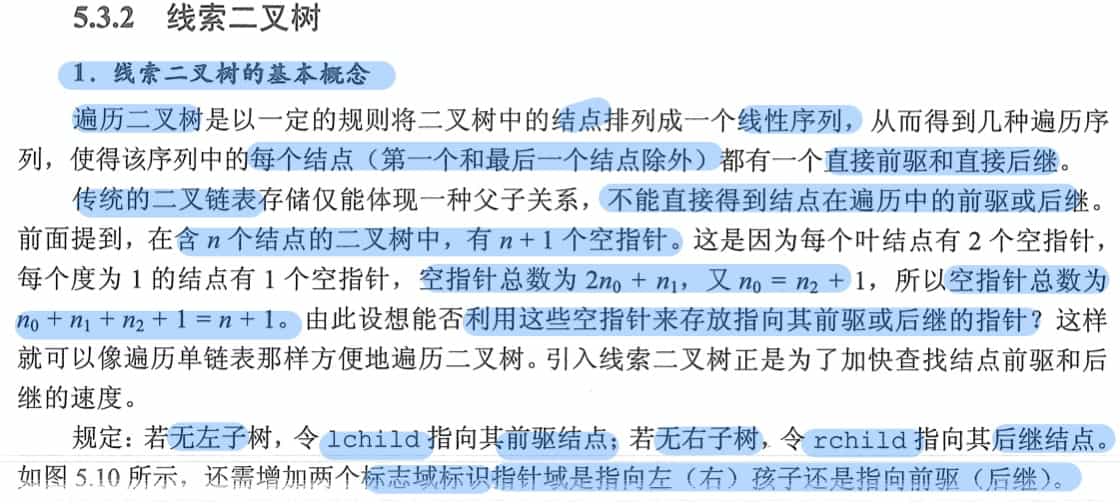 5.3.2 线索二叉树
1. 线索二叉树的基本概念
遍历二叉树是以一定的规则将二叉树中的结点排列成一个线性序列，从而得到几种遍历序
列，使得该序列中的每个结点（第一个和最后一个结点除外）都有一个直接前驱和直接后继。
传统的二叉链表存储仅能体现一种父子关系，不能直接得到结点在遍历中的前驱或后继。
前面提到，在含 n 个结点的二叉树中，有 n + 1 个空指针。这是因为每个叶结点有 2 个空指针，
每个度为 1 的结点有 1 个空指针，空指针总数为 2n₀ + n₁，又 n₀ = n₂ + 1，所以空指针总数为
n₀ + n₁ + n₂ + 1 = n + 1。由此设想能否利用这些空指针来存放指向其前驱或后继的指针？这样
就可以像遍历单链表那样方便地遍历二叉树。引入线索二叉树正是为了加快查找结点前驱和后
继的速度。
规定：若无左子树，令 lchild 指向其前驱结点；若无右子树，令 rchild 指向其后继结点。
如图 5.10 所示，还需增加两个标志域标识指针域是指向左（右）孩子还是指向前驱（后继）。